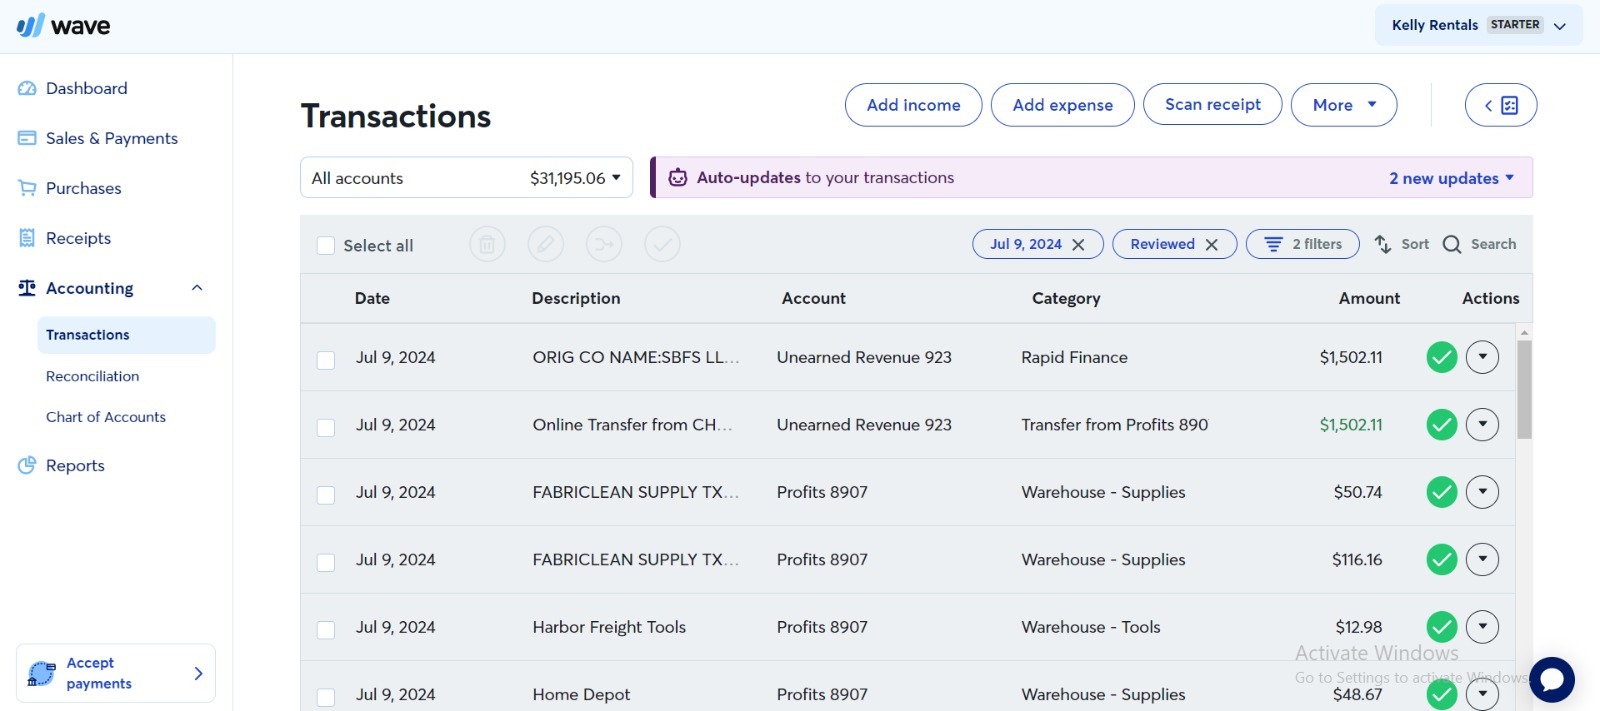 wave
Kelly Rentals STARTER
Dashboard
Sales & Payments
Purchases
Receipts
Accounting
Transactions
Reconciliation
Chart of Accounts
Reports
Accept
payments
Transactions
Add income
Add expense
Scan receipt
More
All accounts $31,195.06
Auto-updates to your transactions
2 new updates
Select all
Jul 9, 2024
Reviewed
2 filters
Sort
Search
Date Description Account Category Amount Actions
Jul 9, 2024 ORIG CO NAME:SBFS LL... Unearned Revenue 923 Rapid Finance $1,502.11
Jul 9, 2024 Online Transfer from CH... Unearned Revenue 923 Transfer from Profits 890 $1,502.11
Jul 9, 2024 FABRICLEAN SUPPLY TX... Profits 8907 Warehouse - Supplies $50.74
Jul 9, 2024 FABRICLEAN SUPPLY TX... Profits 8907 Warehouse - Supplies $116.16
Jul 9, 2024 Harbor Freight Tools Profits 8907 Warehouse - Tools $12.98
Jul 9, 2024 Home Depot Profits 8907 Warehouse - Supplies $48.67
Activate Windows
Go to Settings to activate Windows.